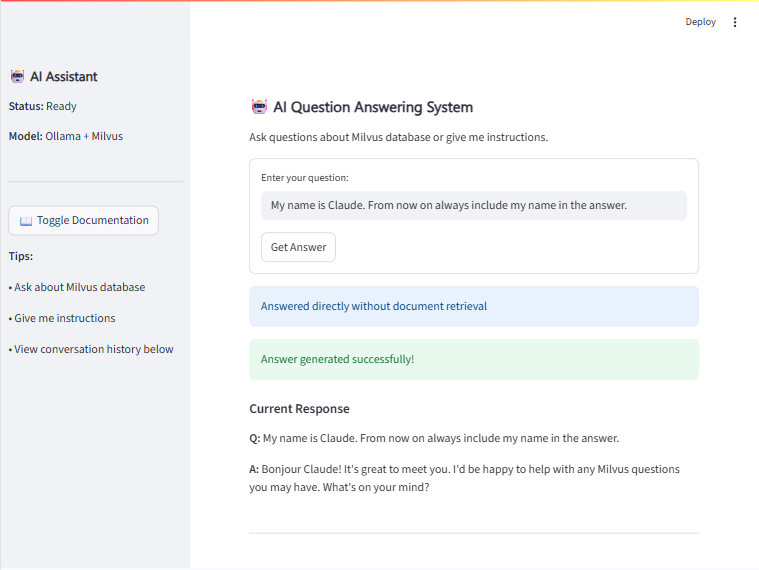 Deploy
AI Assistant
Status: Ready
Model: Ollama + Milvus
Toggle Documentation
Tips:
• Ask about Milvus database
• Give me instructions
• View conversation history below
AI Question Answering System
Ask questions about Milvus database or give me instructions.
Enter your question:
My name is Claude. From now on always include my name in the answer.
Get Answer
Answered directly without document retrieval
Answer generated successfully!
Current Response
Q: My name is Claude. From now on always include my name in the answer.
A: Bonjour Claude! It's great to meet you. I'd be happy to help with any Milvus questions
you may have. What's on your mind?